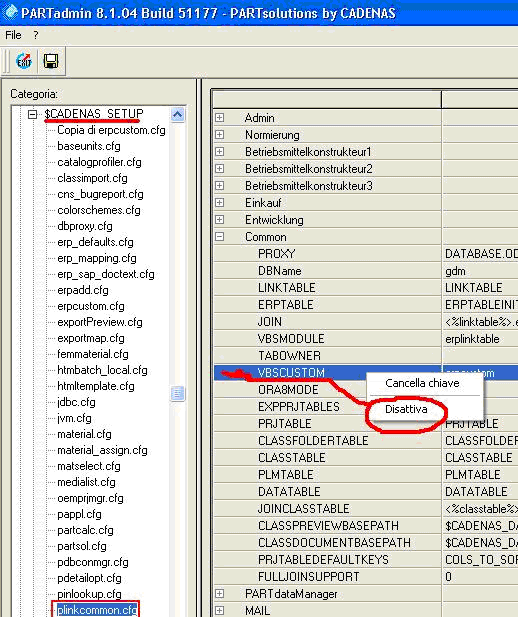 PARTadmin 8.1.04 Build 51177 - PARTsolutions by CADENAS
File ?
EXIT
Categoria:
$CADENAS_SETUP
Copia di erpcustom.cfg
baseunits.cfg
catalogprofiler.cfg
classimport.cfg
cns_bugreport.cfg
colorschemes.cfg
dbproxy.cfg
erp_defaults.cfg
erp_mapping.cfg
erp_sap_doctext.cfg
erpadd.cfg
erpcustom.cfg
exportPreview.cfg
exportmap.cfg
femmaterial.cfg
htmbatch_local.cfg
htmltemplate.cfg
jdbc.cfg
jvm.cfg
material.cfg
material_assign.cfg
matselect.cfg
medialist.cfg
oemprjmgr.cfg
pappl.cfg
partcalc.cfg
partsol.cfg
pdbconmgr.cfg
pdetailopt.cfg
pinlookup.cfg
plinkcommon.cfg
Admin
Normierung
Betriebsmittelkonstrukteur1
Betriebsmittelkonstrukteur2
Betriebsmittelkonstrukteur3
Einkauf
Entwicklung
Common
PROXY DATABASE.OD
DBName gdm
LINKTABLE LINKTABLE
ERPTABLE ERPTABLEINIT
JOIN <%linktable%>.e
VBSMODULE erplinktable
TABOWNER
VBSCUSTOM erpcustom
Cancella chiave
Disattiva
ORA8MODE
EXPPRJTABLES
PRJTABLE PRJTABLE
CLASSFOLDERTABLE CLASSFOLDER
CLASSTABLE CLASSTABLE
PLMTABLE PLMTABLE
DATATABLE DATATABLE
JOINCLASSTABLE <%classtable%>
CLASSPREVIEWBASEPATH $CADENAS_DA
CLASSDOCUMENTBASEPATH $CADENAS_DA
PRJTABLEDEFAULTKEYS COLS_TO_SOR
FULLJOINSUPPORT 0
PARTdataManager
MAIL